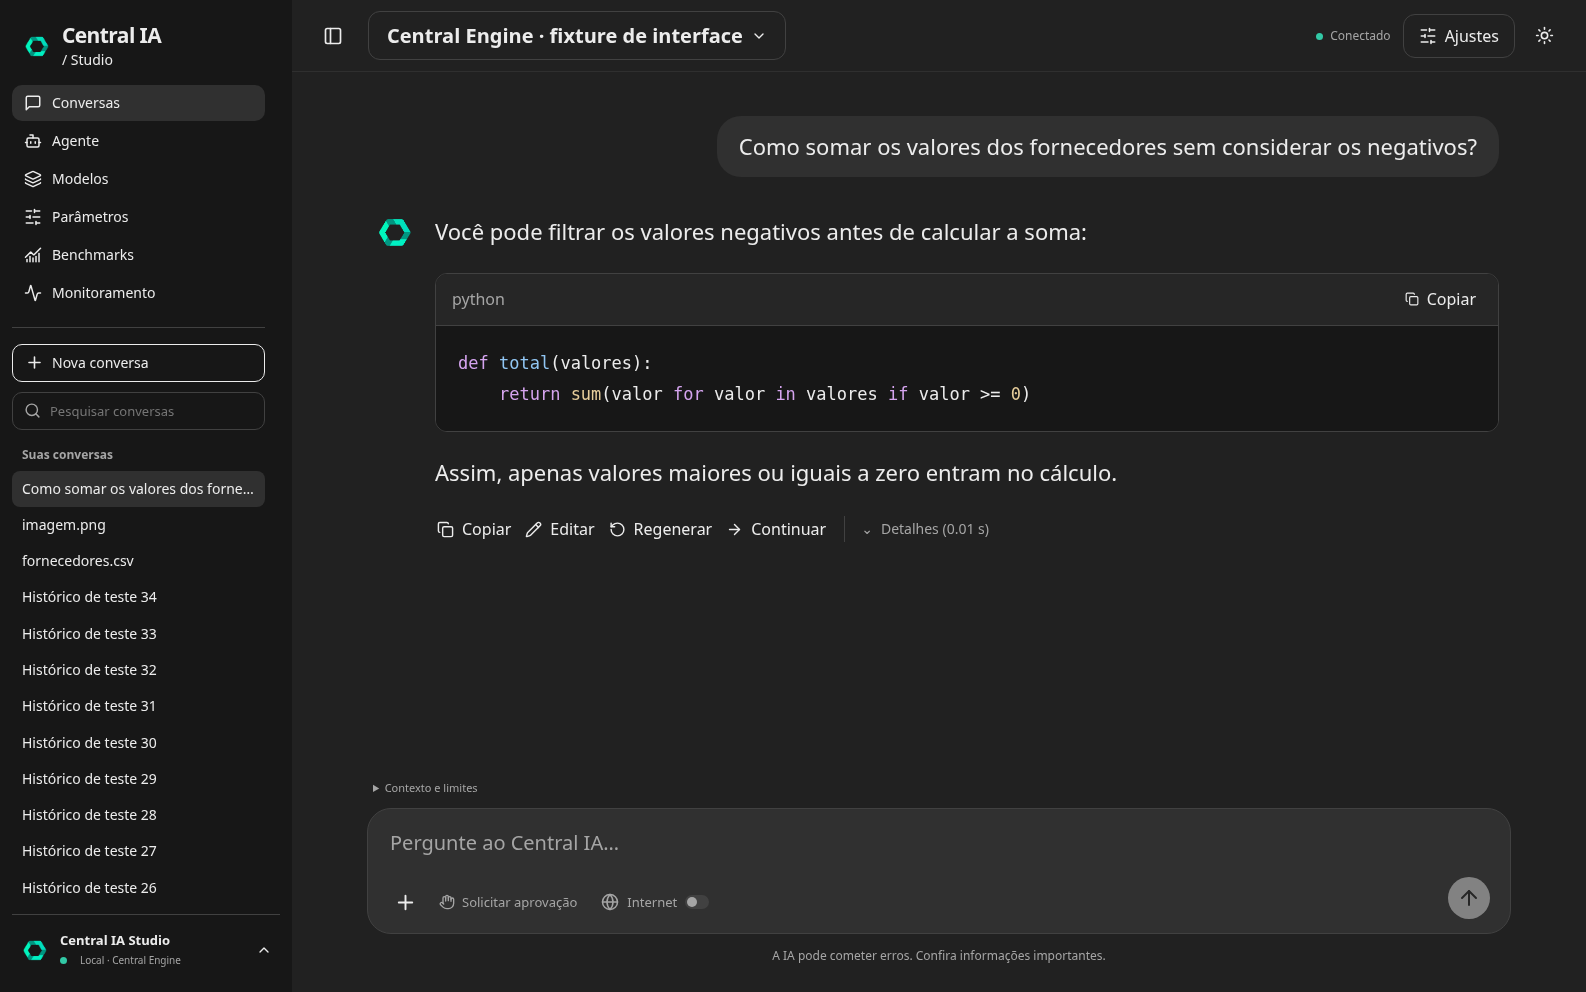 Central IA
/ Studio
Conversas
Agente
Modelos
Parâmetros
Benchmarks
Monitoramento
Nova conversa
Pesquisar conversas
Suas conversas
Como somar os valores dos forne...
imagem.png
fornecedores.csv
Histórico de teste 34
Histórico de teste 33
Histórico de teste 32
Histórico de teste 31
Histórico de teste 30
Histórico de teste 29
Histórico de teste 28
Histórico de teste 27
Histórico de teste 26
Central IA Studio
Local · Central Engine
Central Engine · fixture de interface
Conectado
Ajustes
Como somar os valores dos fornecedores sem considerar os negativos?
Você pode filtrar os valores negativos antes de calcular a soma:
python
Copiar
def total(valores):
    return sum(valor for valor in valores if valor >= 0)
Assim, apenas valores maiores ou iguais a zero entram no cálculo.
Copiar Editar Regenerar Continuar Detalhes (0.01 s)
Contexto e limites
Pergunte ao Central IA...
Solicitar aprovação Internet
A IA pode cometer erros. Confira informações importantes.